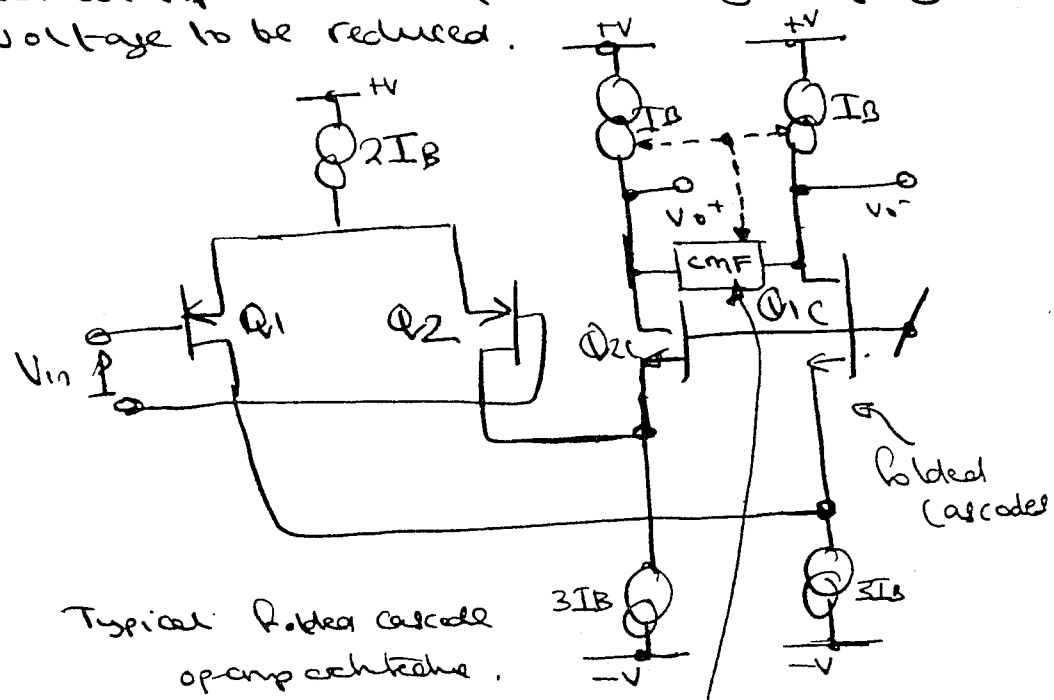 voltage to be reduced.
+V
+V
+V
2IB
IB
IB
Vo+
Vo-
CMF
Q1
Q2
Q2C
Q1C
Vin
folded
cascodes
3IB
3IB
-V
-V
Typical folded cascode
op-amp architecture.